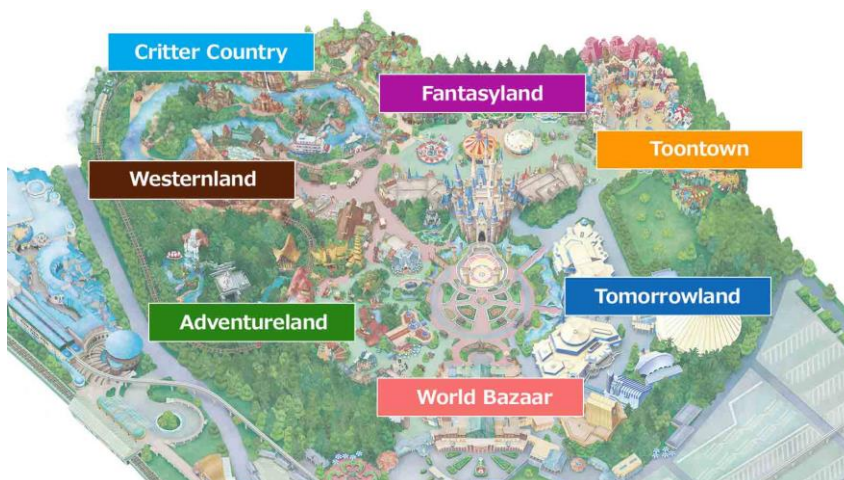 Critter Country
Fantasyland
Toontown
Westernland
Tomorrowland
Adventureland
World Bazaar